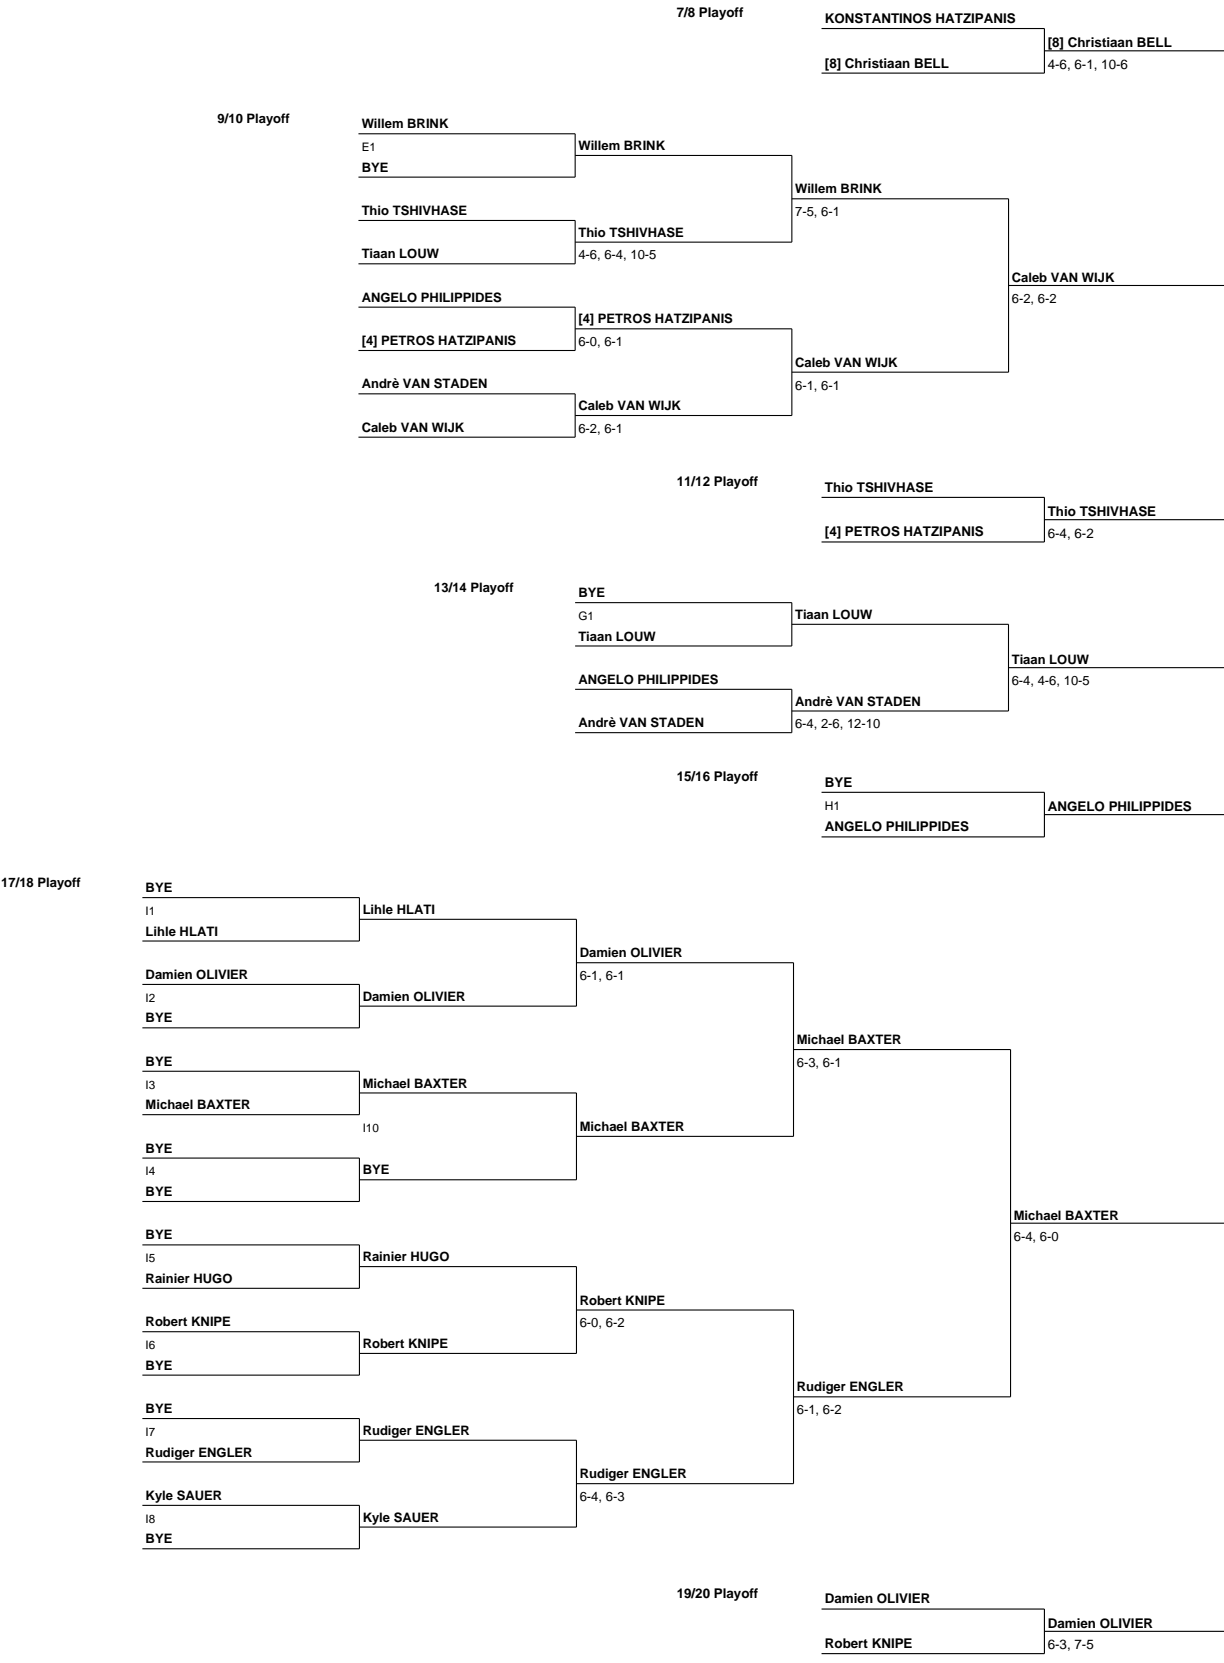 7/8 Playoff
KONSTANTINOS HATZIPANIS
[8] Christiaan BELL
[8] Christiaan BELL
4-6, 6-1, 10-6
9/10 Playoff
Willem BRINK
E1
Willem BRINK
BYE
Willem BRINK
7-5, 6-1
Thio TSHIVHASE
Thio TSHIVHASE
Tiaan LOUW
4-6, 6-4, 10-5
Caleb VAN WIJK
6-2, 6-2
ANGELO PHILIPPIDES
[4] PETROS HATZIPANIS
[4] PETROS HATZIPANIS
6-0, 6-1
Caleb VAN WIJK
6-1, 6-1
Andrè VAN STADEN
Caleb VAN WIJK
Caleb VAN WIJK
6-2, 6-1
11/12 Playoff
Thio TSHIVHASE
Thio TSHIVHASE
[4] PETROS HATZIPANIS
6-4, 6-2
13/14 Playoff
BYE
G1
Tiaan LOUW
Tiaan LOUW
Tiaan LOUW
6-4, 4-6, 10-5
ANGELO PHILIPPIDES
Andrè VAN STADEN
Andrè VAN STADEN
6-4, 2-6, 12-10
15/16 Playoff
BYE
H1
ANGELO PHILIPPIDES
ANGELO PHILIPPIDES
17/18 Playoff
BYE
I1
Lihle HLATI
Lihle HLATI
Damien OLIVIER
6-1, 6-1
Damien OLIVIER
I2
Damien OLIVIER
BYE
Michael BAXTER
6-3, 6-1
BYE
I3
Michael BAXTER
Michael BAXTER
I10
Michael BAXTER
BYE
I4
BYE
BYE
Michael BAXTER
6-4, 6-0
BYE
I5
Rainier HUGO
Rainier HUGO
Robert KNIPE
6-0, 6-2
Robert KNIPE
I6
Robert KNIPE
BYE
Rudiger ENGLER
6-1, 6-2
BYE
I7
Rudiger ENGLER
Rudiger ENGLER
Rudiger ENGLER
6-4, 6-3
Kyle SAUER
I8
Kyle SAUER
BYE
19/20 Playoff
Damien OLIVIER
Damien OLIVIER
Robert KNIPE
6-3, 7-5